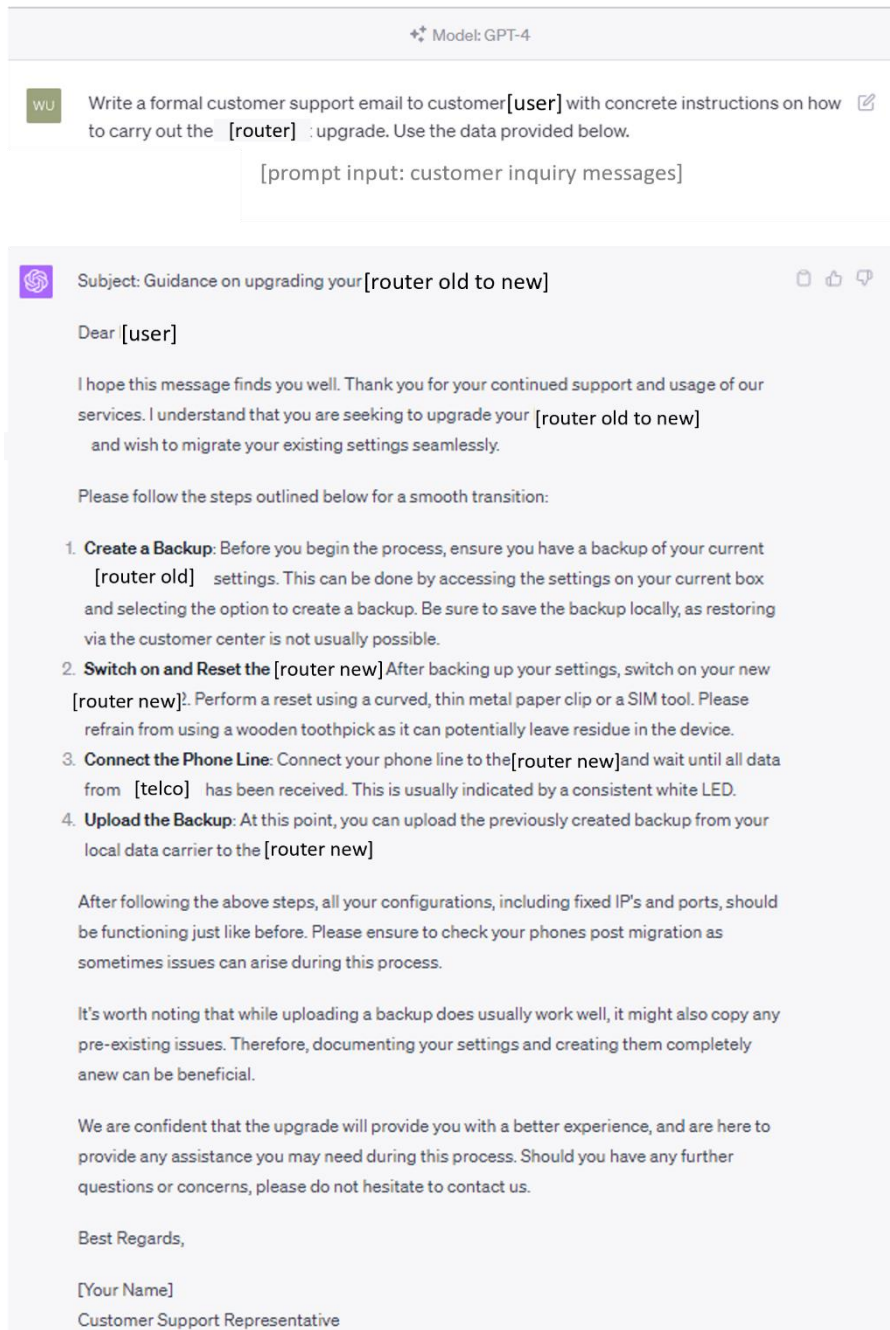 Model: GPT-4
WU
Write a formal customer support email to customer[user] with concrete instructions on how
to carry out the [router] upgrade. Use the data provided below.
[prompt input: customer inquiry messages]
Subject: Guidance on upgrading your [router old to new]
Dear [user]
I hope this message finds you well. Thank you for your continued support and usage of our
services. I understand that you are seeking to upgrade your [router old to new]
and wish to migrate your existing settings seamlessly.
Please follow the steps outlined below for a smooth transition:
1. Create a Backup: Before you begin the process, ensure you have a backup of your current
[router old] settings. This can be done by accessing the settings on your current box
and selecting the option to create a backup. Be sure to save the backup locally, as restoring
via the customer center is not usually possible.
2. Switch on and Reset the [router new] After backing up your settings, switch on your new
[router new]. Perform a reset using a curved, thin metal paper clip or a SIM tool. Please
refrain from using a wooden toothpick as it can potentially leave residue in the device.
3. Connect the Phone Line: Connect your phone line to the[router new]and wait until all data
from [telco] has been received. This is usually indicated by a consistent white LED.
4. Upload the Backup: At this point, you can upload the previously created backup from your
local data carrier to the [router new]
After following the above steps, all your configurations, including fixed IP's and ports, should
be functioning just like before. Please ensure to check your phones post migration as
sometimes issues can arise during this process.
It's worth noting that while uploading a backup does usually work well, it might also copy any
pre-existing issues. Therefore, documenting your settings and creating them completely
anew can be beneficial.
We are confident that the upgrade will provide you with a better experience, and are here to
provide any assistance you may need during this process. Should you have any further
questions or concerns, please do not hesitate to contact us.
Best Regards,
[Your Name]
Customer Support Representative